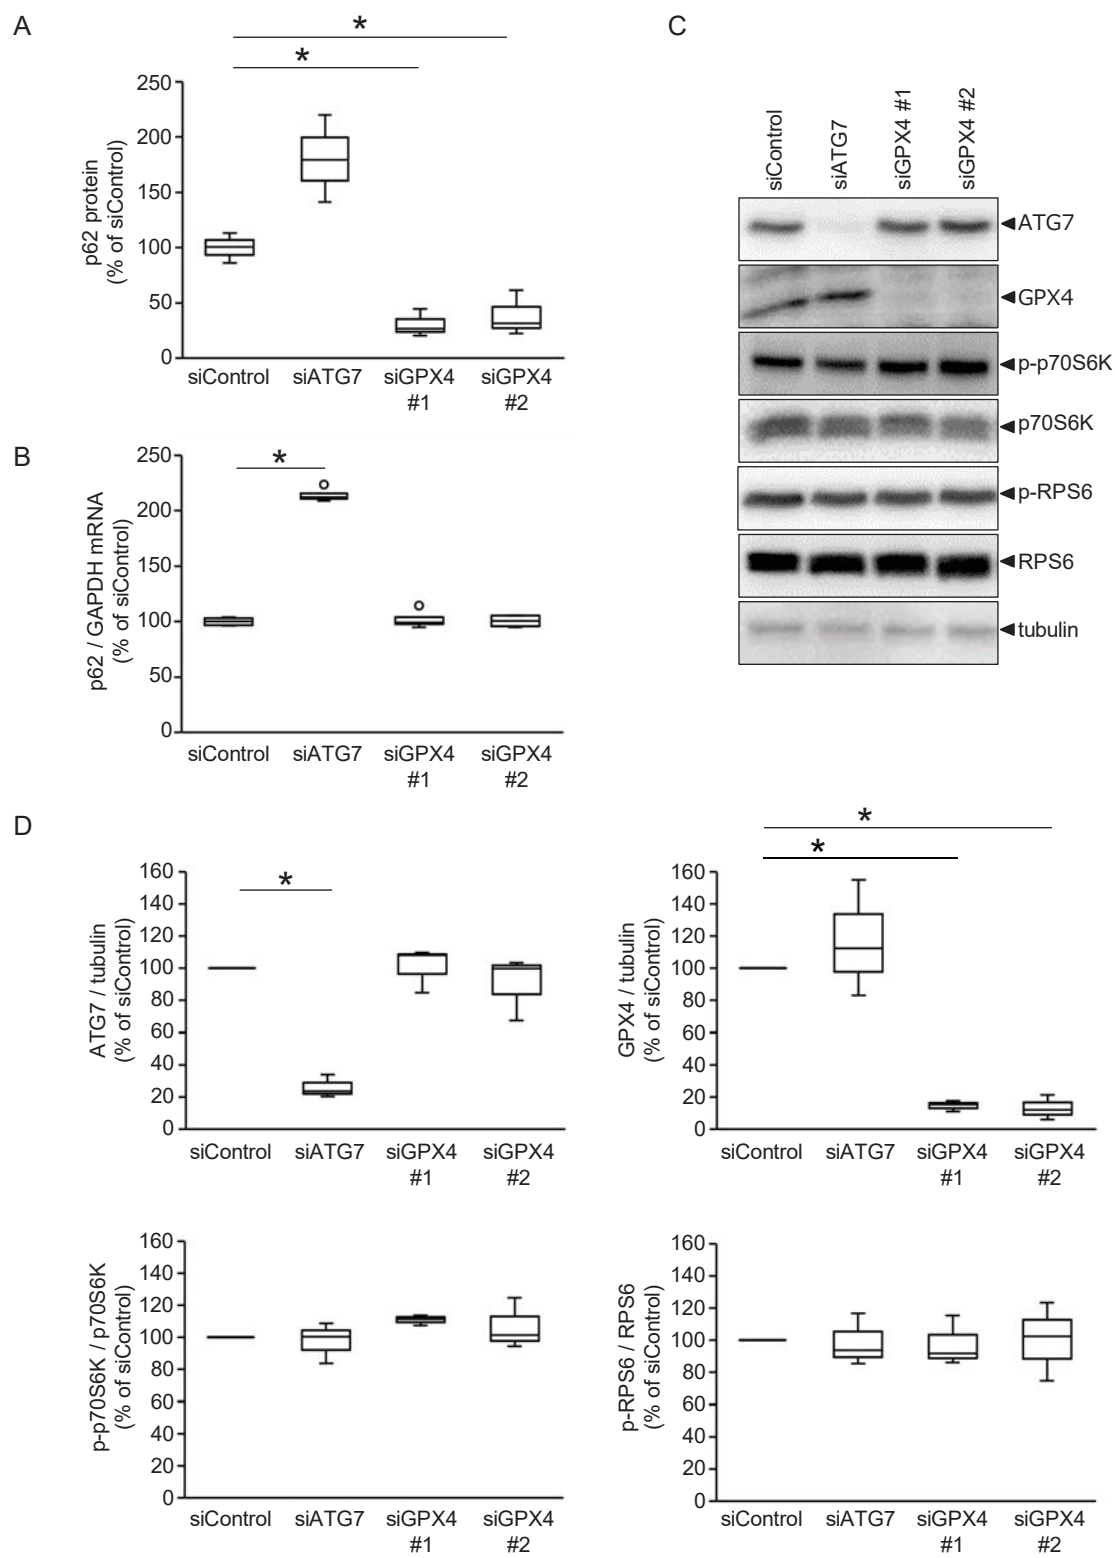 A
*
*
p62 protein
(% of siControl)
250
200
150
100
50
0
siControl siATG7 siGPX4 siGPX4
#1 #2
B
*
p62 / GAPDH mRNA
(% of siControl)
250
200
150
100
50
0
siControl siATG7 siGPX4 siGPX4
#1 #2
C
siControl
siATG7
siGPX4 #1
siGPX4 #2
ATG7
GPX4
p-p70S6K
p70S6K
p-RPS6
RPS6
tubulin
D
*
ATG7 / tubulin
(% of siControl)
160
140
120
100
80
60
40
20
0
siControl siATG7 siGPX4 siGPX4
#1 #2
*
*
GPX4 / tubulin
(% of siControl)
160
140
120
100
80
60
40
20
0
siControl siATG7 siGPX4 siGPX4
#1 #2
p-p70S6K / p70S6K
(% of siControl)
160
140
120
100
80
60
40
20
0
siControl siATG7 siGPX4 siGPX4
#1 #2
p-RPS6 / RPS6
(% of siControl)
160
140
120
100
80
60
40
20
0
siControl siATG7 siGPX4 siGPX4
#1 #2